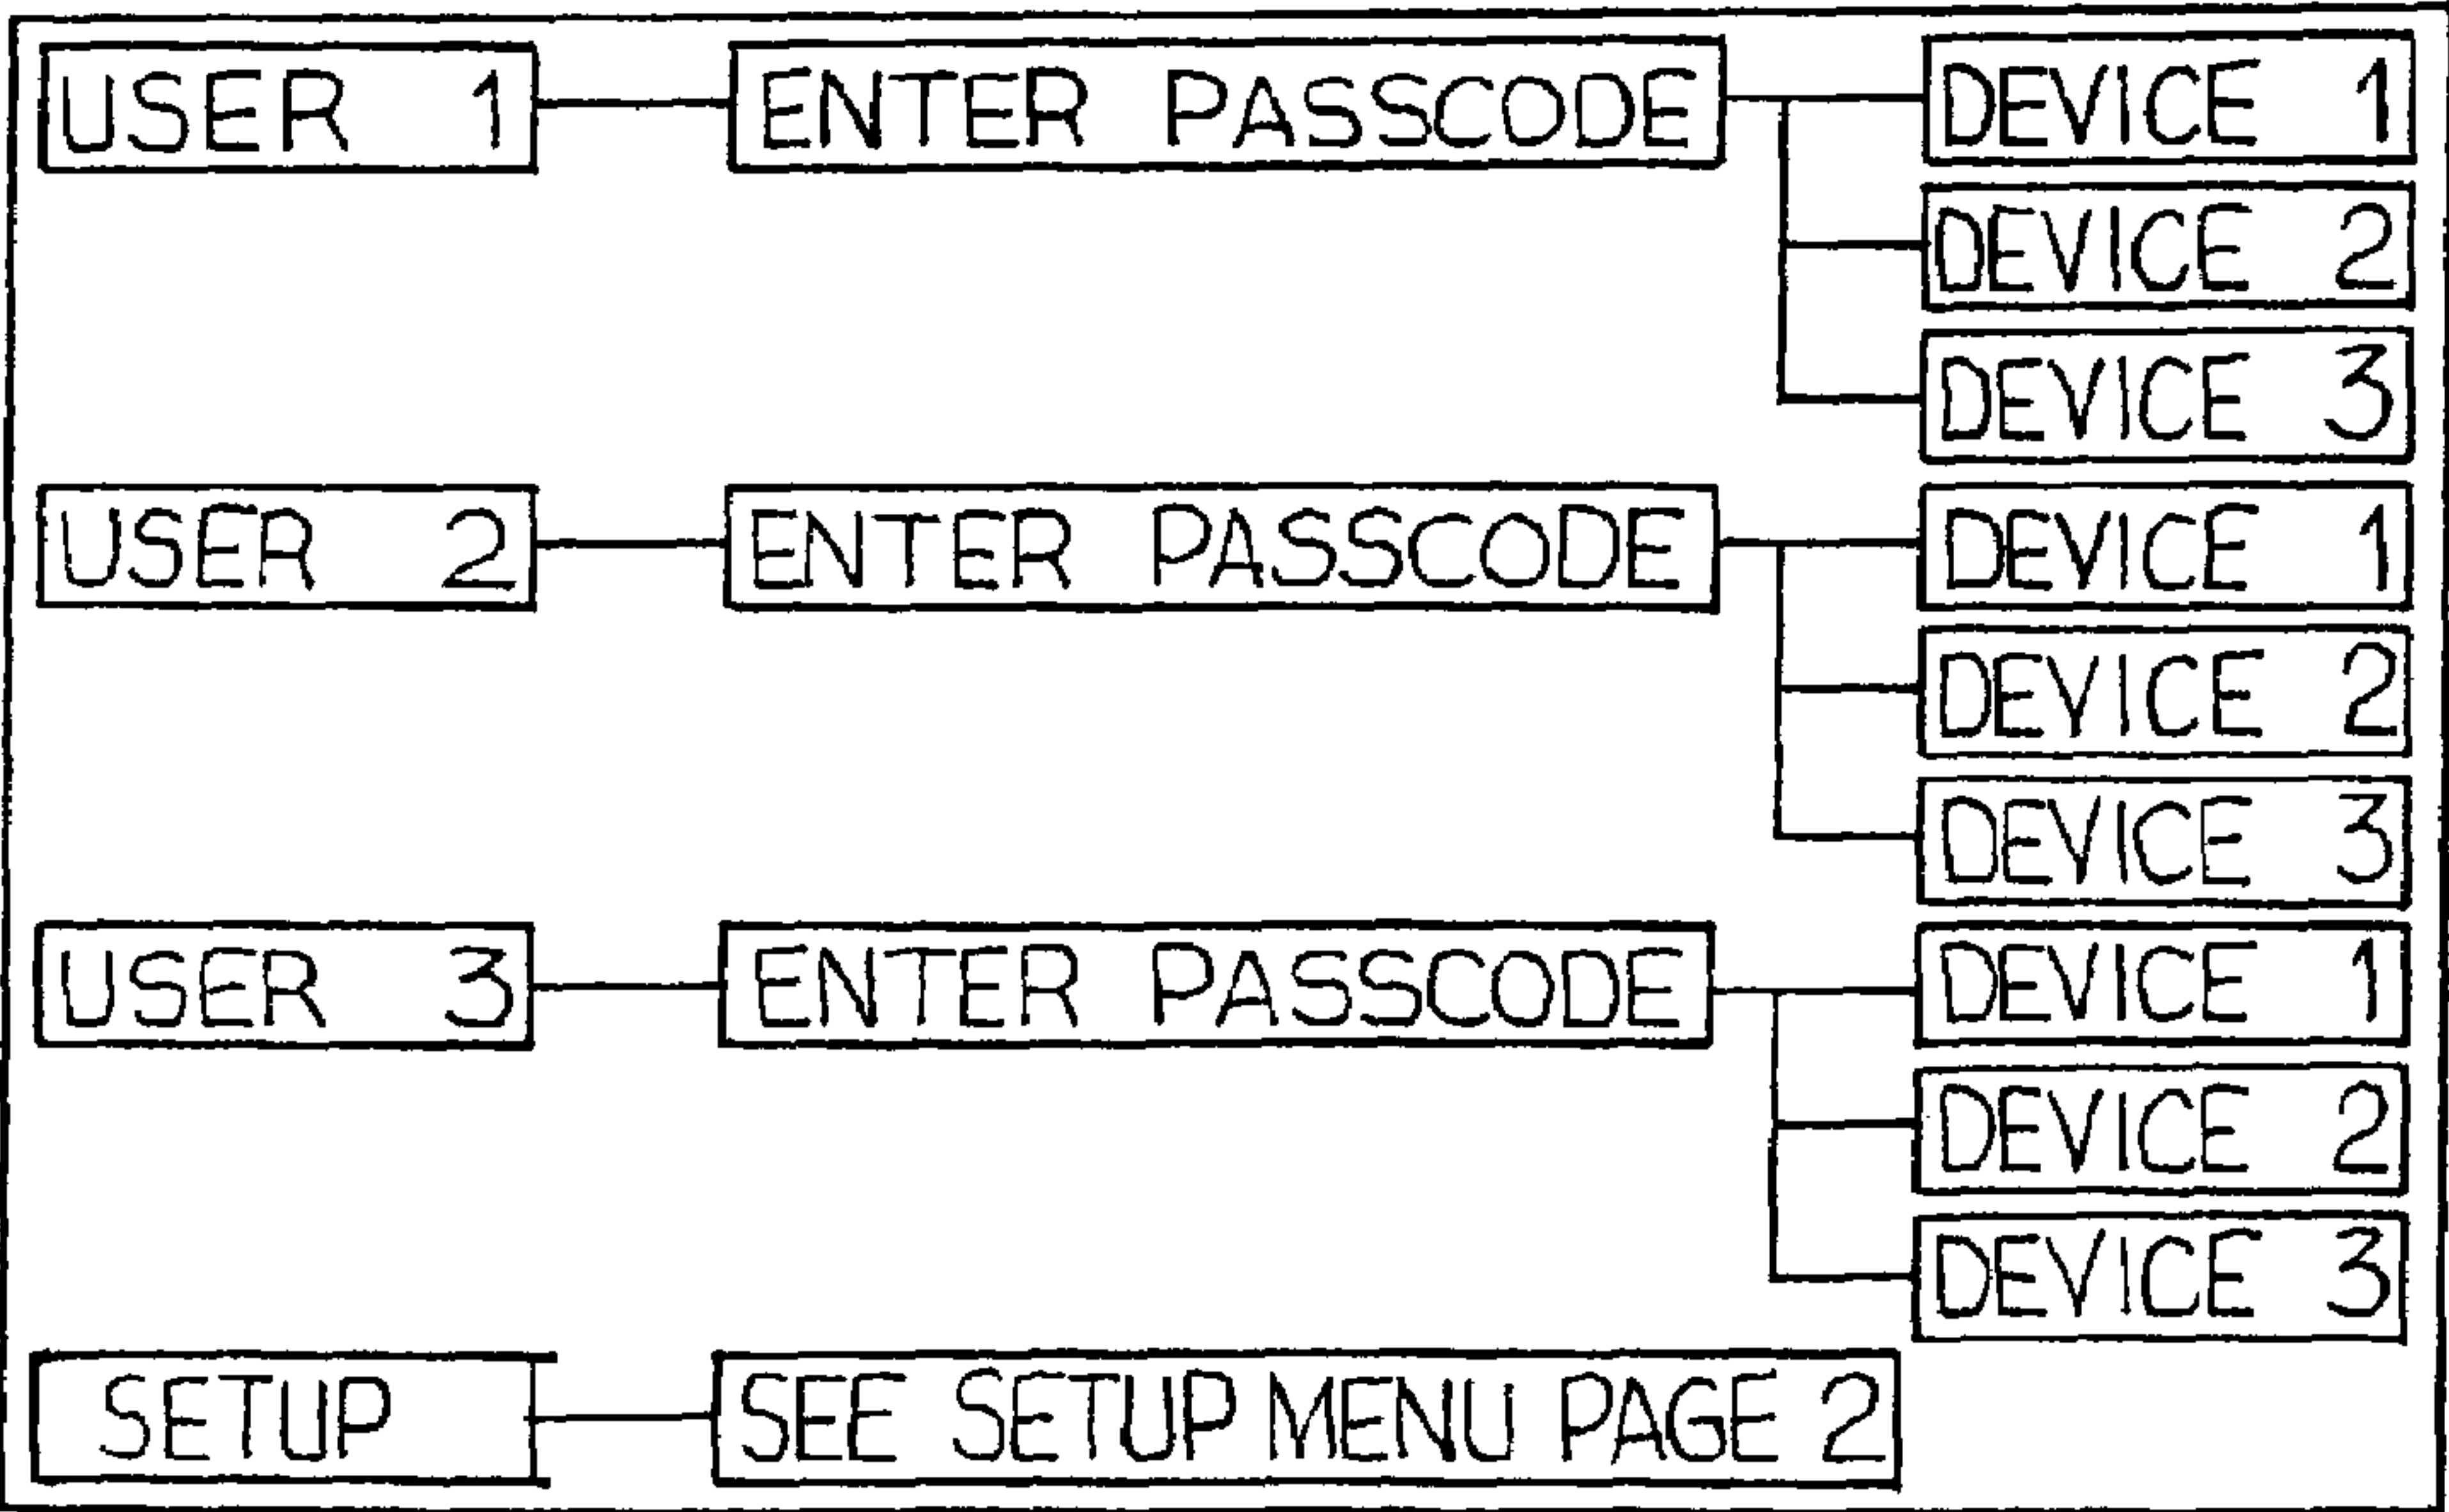 USER 1 ENTER PASSCODE DEVICE 1
DEVICE 2
DEVICE 3
USER 2 ENTER PASSCODE DEVICE 1
DEVICE 2
DEVICE 3
USER 3 ENTER PASSCODE DEVICE 1
DEVICE 2
DEVICE 3
SETUP SEE SETUP MENU PAGE 2